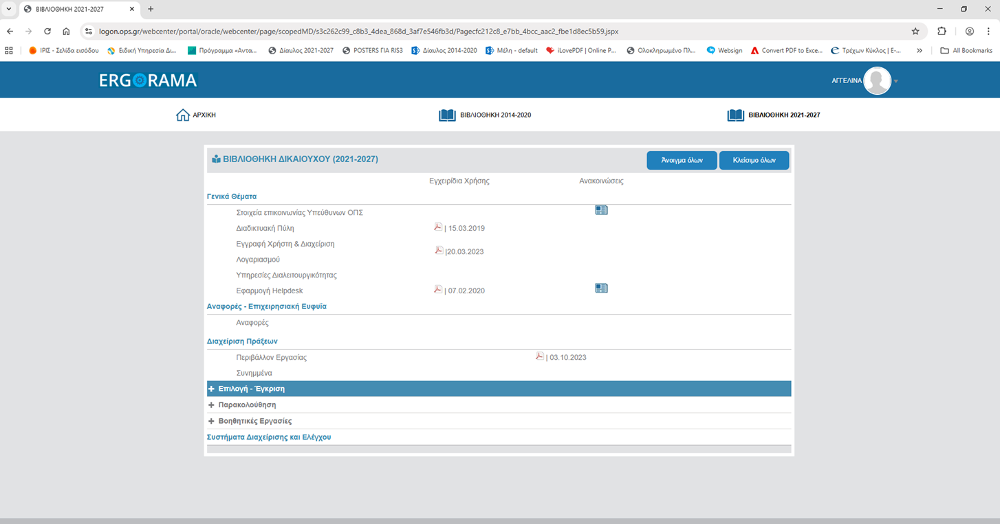 ΒΙΒΛΙΟΘΗΚΗ 2021-2027
logon.ops.gr/webcenter/portal/oracle/webcenter/page/scopedMD/s3c262c99_c8b3_4dea_868d_3af7e546fb3d/Pagecfc212c8_e7bb_4bcc_aac2_fbe1d8ec5b59.jspx
ΙΡΙΣ - Σελίδα εισόδου Ειδική Υπηρεσία Δι... Πρόγραμμα «Αντα... Δίαυλος 2021-2027 POSTERS ΓΙΑ RIS3 Δίαυλος 2014-2020 Μέλη - default iLovePDF | Online P... Ολοκληρωμένο Πλ... Websign Convert PDF to Exce... Τρέχων Κύκλος | E-... » All Bookmarks
ERGORAMA
ΑΓΓΕΛΙΝΑ
ΑΡΧΙΚΗ ΒΙΒΛΙΟΘΗΚΗ 2014-2020 ΒΙΒΛΙΟΘΗΚΗ 2021-2027
ΒΙΒΛΙΟΘΗΚΗ ΔΙΚΑΙΟΥΧΟΥ (2021-2027) Άνοιγμα όλων Κλείσιμο όλων
Εγχειρίδια Χρήσης Ανακοινώσεις
Γενικά Θέματα
Στοιχεία επικοινωνίας Υπεύθυνων ΟΠΣ
Διαδικτυακή Πύλη | 15.03.2019
Εγγραφή Χρήστη & Διαχείριση
Λογαριασμού |20.03.2023
Υπηρεσίες Διαλειτουργικότητας
Εφαρμογή Helpdesk | 07.02.2020
Αναφορές - Επιχειρησιακή Ευφυία
Αναφορές
Διαχείριση Πράξεων
Περιβάλλον Εργασίας | 03.10.2023
Συνημμένα
+ Επιλογή - Έγκριση
+ Παρακολούθηση
+ Βοηθητικές Εργασίες
Συστήματα Διαχείρισης και Ελέγχου